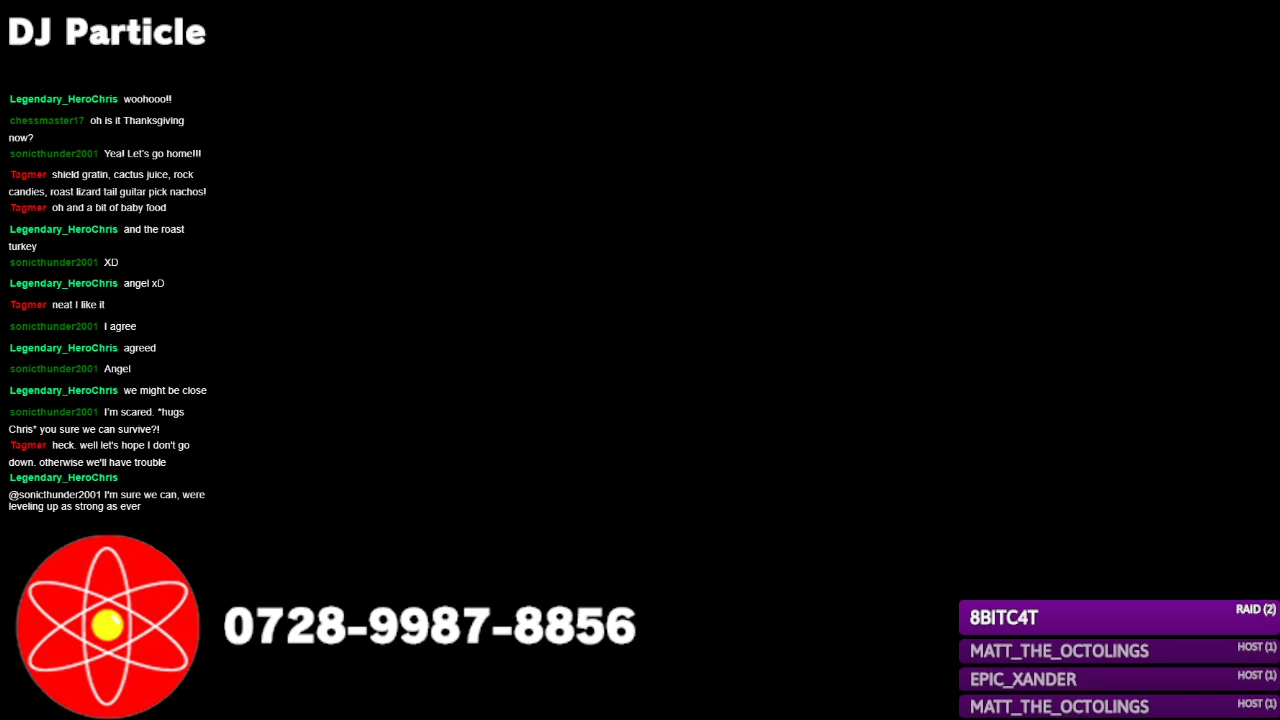 DJ Particle
Legendary_HeroChris woohooo!!
chessmaster17 oh is it Thanksgiving
now?
sonicthunder2001 Yea! Let's go home!!!
Tagmer shield gratin, cactus juice, rock
candies, roast lizard tail guitar pick nachos!
Tagmer oh and a bit of baby food
Legendary_HeroChris and the roast
turkey
sonicthunder2001 XD
Legendary_HeroChris angel xD
Tagmer neat I like it
sonicthunder2001 I agree
Legendary_HeroChris agreed
sonicthunder2001 Angel
Legendary_HeroChris we might be close
sonicthunder2001 I'm scared. *hugs
Chris* you sure we can survive?!
Tagmer heck. well let's hope I don't go
down. otherwise we'll have trouble
Legendary_HeroChris
@sonicthunder2001 I'm sure we can, were
leveling up as strong as ever
0728-9987-8856
8BITC4T RAID (2)
MATT_THE_OCTOLINGS HOST (1)
EPIC_XANDER HOST (1)
MATT_THE_OCTOLINGS HOST (1)